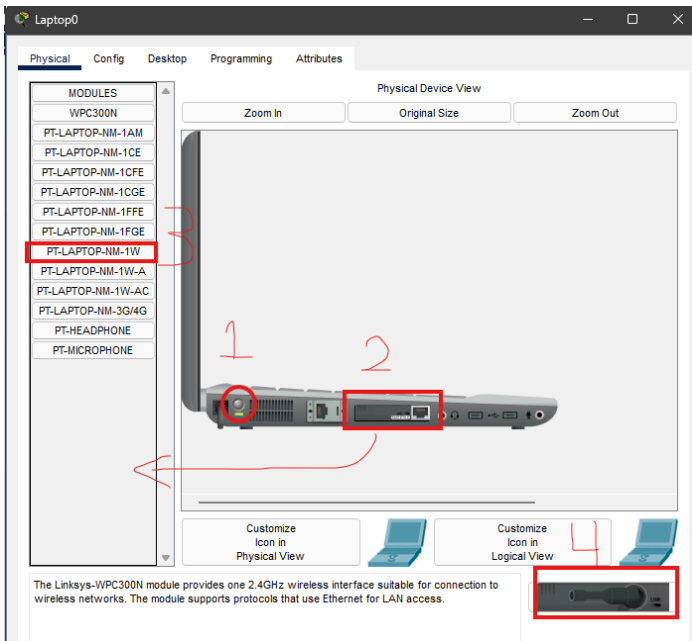 Laptop0
Physical Config Desktop Programming Attributes
MODULES
WPC300N
PT-LAPTOP-NM-1AM
PT-LAPTOP-NM-1CE
PT-LAPTOP-NM-1CFE
PT-LAPTOP-NM-1CGE
PT-LAPTOP-NM-1FFE
PT-LAPTOP-NM-1FGE
PT-LAPTOP-NM-1W
PT-LAPTOP-NM-1W-A
PT-LAPTOP-NM-1W-AC
PT-LAPTOP-NM-3G/4G
PT-HEADPHONE
PT-MICROPHONE
3
Physical Device View
Zoom In Original Size Zoom Out
1
2
Customize
Icon in
Physical View
Customize
Icon in
Logical View
4
The Linksys-WPC300N module provides one 2.4GHz wireless interface suitable for connection to
wireless networks. The module supports protocols that use Ethernet for LAN access.